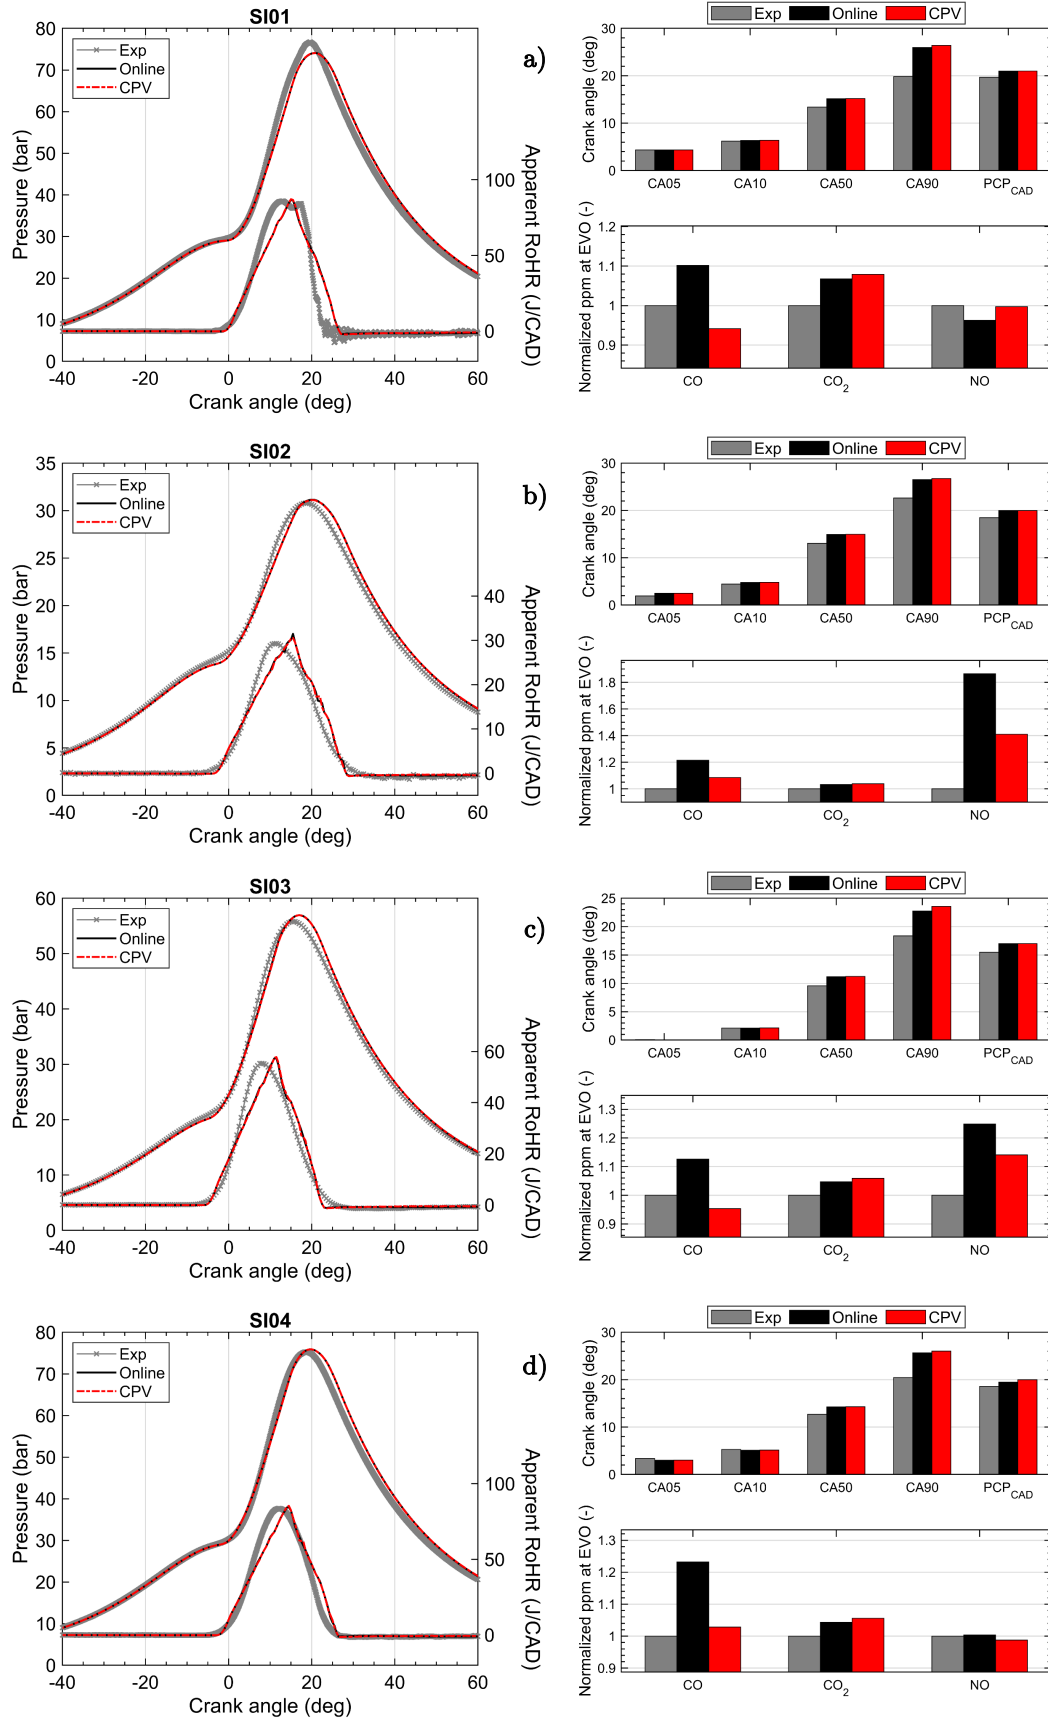 SI01
Exp
Online
CPV
80
70
60
50
40
30
20
10
0
100
50
0
Pressure (bar)
Apparent RoHR (J/CAD)
-40 -20 0 20 40 60
Crank angle (deg)
a)
Exp Online CPV
30
20
10
0
Crank angle (deg)
CA05 CA10 CA50 CA90 PCP_CAD
1.2
1.1
1
0.9
Normalized ppm at EVO (-)
CO CO₂ NO
SI02
Exp
Online
CPV
35
30
25
20
15
10
5
0
40
30
20
10
0
Pressure (bar)
Apparent RoHR (J/CAD)
-40 -20 0 20 40 60
Crank angle (deg)
b)
Exp Online CPV
30
20
10
0
Crank angle (deg)
CA05 CA10 CA50 CA90 PCP_CAD
1.8
1.6
1.4
1.2
1
Normalized ppm at EVO (-)
CO CO₂ NO
SI03
Exp
Online
CPV
60
50
40
30
20
10
0
60
40
20
0
Pressure (bar)
Apparent RoHR (J/CAD)
-40 -20 0 20 40 60
Crank angle (deg)
c)
Exp Online CPV
25
20
15
10
5
0
Crank angle (deg)
CA05 CA10 CA50 CA90 PCP_CAD
1.3
1.2
1.1
1
0.9
Normalized ppm at EVO (-)
CO CO₂ NO
SI04
Exp
Online
CPV
80
70
60
50
40
30
20
10
0
100
50
0
Pressure (bar)
Apparent RoHR (J/CAD)
-40 -20 0 20 40 60
Crank angle (deg)
d)
Exp Online CPV
30
20
10
0
Crank angle (deg)
CA05 CA10 CA50 CA90 PCP_CAD
1.3
1.2
1.1
1
0.9
Normalized ppm at EVO (-)
CO CO₂ NO